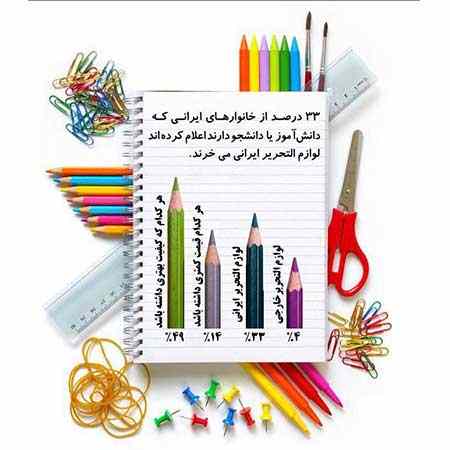 ۳۳ درصد از خانوارهای ایرانی که
دانش‌آموز یا دانشجو دارند اعلام کرده‌اند
لوازم التحریر ایرانی می خرند.
هر کدام که کیفیت بهتری داشته باشد
هر کدام قیمت کمتری داشته باشد
لوازم التحریر ایرانی
لوازم التحریر خارجی
٪۴۹
٪۱۴
٪۳۳
٪۴